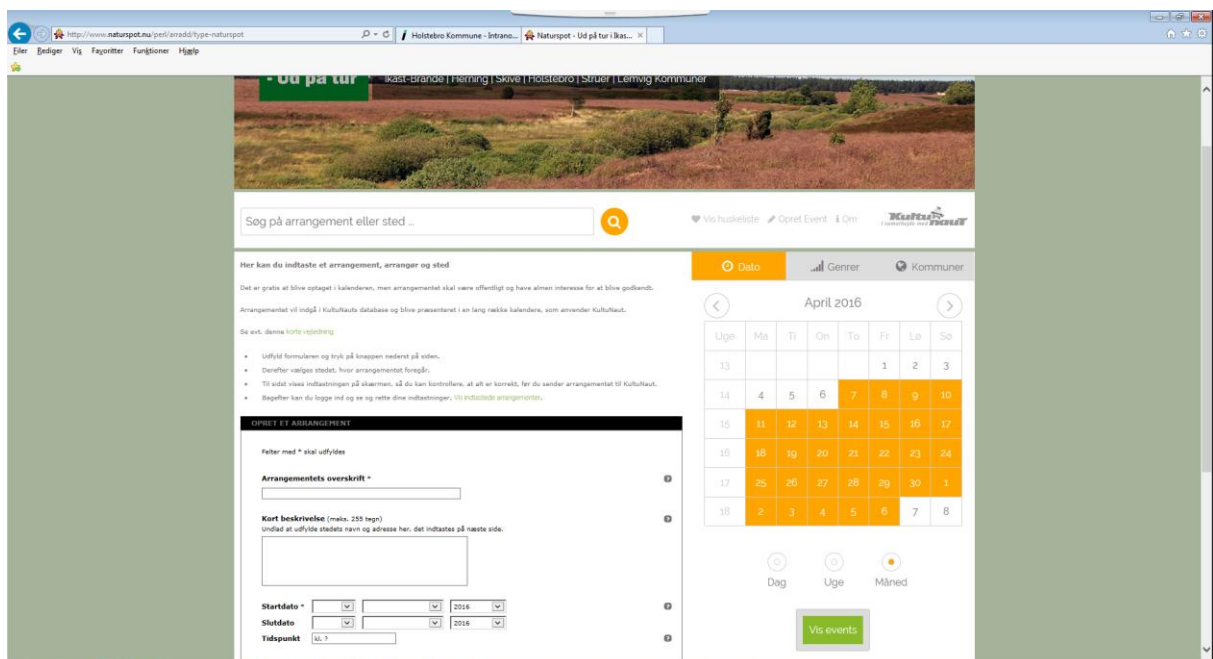 http://www.naturspot.nu/perl/arradd/type-naturspot
Holstebro Kommune - Intrano...
Naturspot - Ud på tur i Ikas...
Filer Rediger Vis Favoritter Funktioner Hjælp
- Ud på tur
Ikast-Brande | Herning | Skive | Holstebro | Struer | Lemvig Kommuner
Søg på arrangement eller sted ...
Vis huskeliste Opret Event i Om
I samarbejde med KultuNauT
Her kan du indtaste et arrangement, arrangør og sted
Det er gratis at blive optaget i kalenderen, men arrangementet skal være offentligt og have almen interesse for at blive godkendt.
Arrangementet vil indgå i KultuNauts database og blive præsenteret i en lang række kalendere, som anvender KultuNaut.
Se evt. denne korte vejledning
• Udfyld formularen og tryk på knappen nederst på siden.
• Derefter vælges stedet, hvor arrangementet foregår.
• Til sidst vises indtastningen på skærmen, så du kan kontrollere, at alt er korrekt, før du sender arrangementet til KultuNaut.
• Bagefter kan du logge ind og se og rette dine indtastninger. Vis indtastede arrangementer.
OPRET ET ARRANGEMENT
Felter med * skal udfyldes
Arrangementets overskrift *
Kort beskrivelse (maks. 255 tegn)
Undlad at udfylde stedets navn og adresse her, det indtastes på næste side.
Startdato * 2016
Slutdato 2016
Tidspunkt kl. ?
Dato Genrer Kommuner
April 2016
Uge Ma Ti On To Fr Lø Sø
13 1 2 3
14 4 5 6 7 8 9 10
15 11 12 13 14 15 16 17
16 18 19 20 21 22 23 24
17 25 26 27 28 29 30 1
18 2 3 4 5 6 7 8
Dag Uge Måned
Vis events